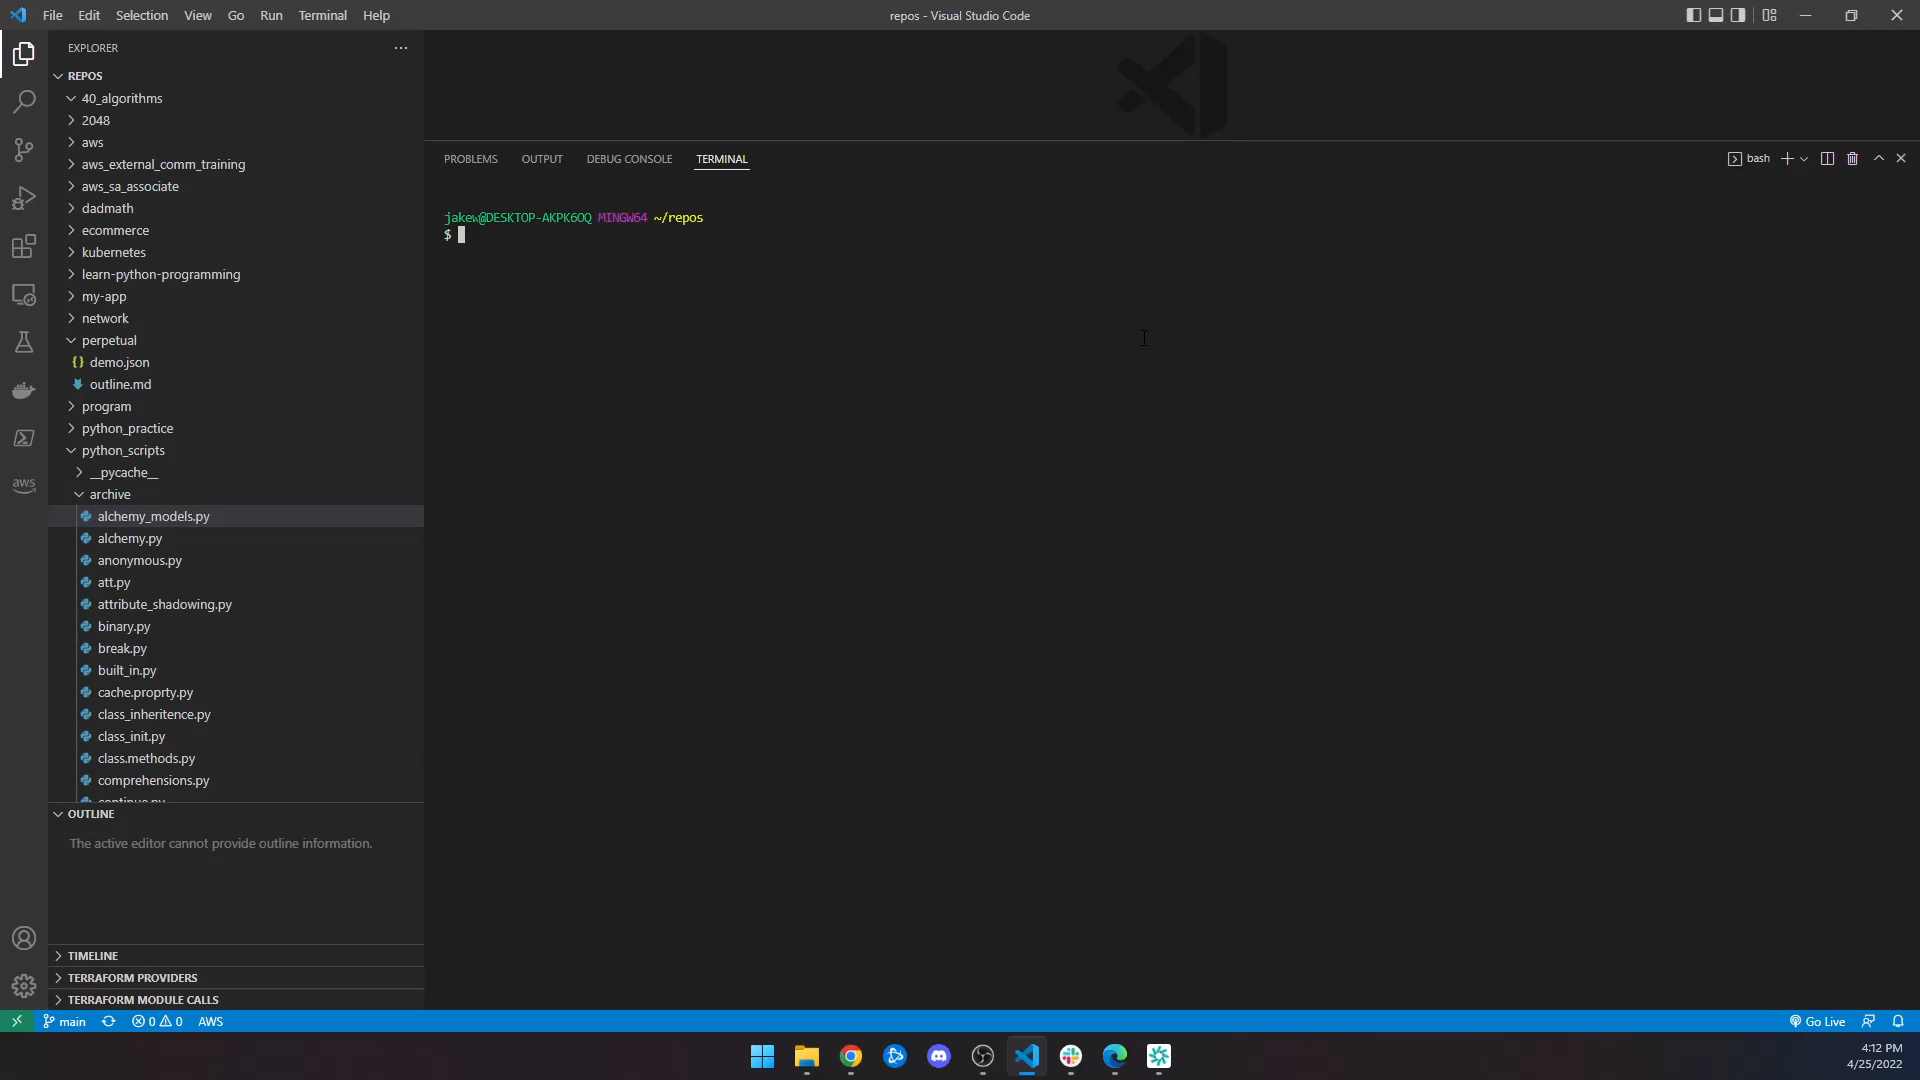 File Edit Selection View Go Run Terminal Help
repos - Visual Studio Code
EXPLORER
REPOS
40_algorithms
2048
aws
aws_external_comm_training
aws_sa_associate
dadmath
ecommerce
kubernetes
learn-python-programming
my-app
network
perpetual
{} demo.json
outline.md
program
python_practice
python_scripts
__pycache__
archive
alchemy_models.py
alchemy.py
anonymous.py
att.py
attribute_shadowing.py
binary.py
break.py
built_in.py
cache.proprty.py
class_inheritence.py
class_init.py
class.methods.py
comprehensions.py
continue.py
OUTLINE
The active editor cannot provide outline information.
TIMELINE
TERRAFORM PROVIDERS
TERRAFORM MODULE CALLS
PROBLEMS OUTPUT DEBUG CONSOLE TERMINAL
bash
jakew@DESKTOP-AKPK6OQ MINGW64 ~/repos
$
aws
main 0 0 AWS
Go Live
4:12 PM
4/25/2022